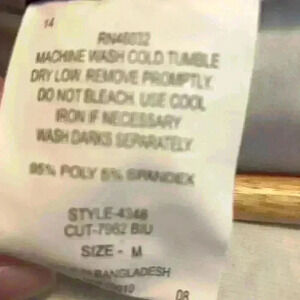 14
RN46032
MACHINE WASH COLD TUMBLE
DRY LOW. REMOVE PROMPTLY.
DO NOT BLEACH. USE COOL
IRON IF NECESSARY
WASH DARKS SEPARATELY
95% POLY 5% SPANDEX
STYLE-4346
CUT-7962 BIU
SIZE - M
BANGLADESH
08